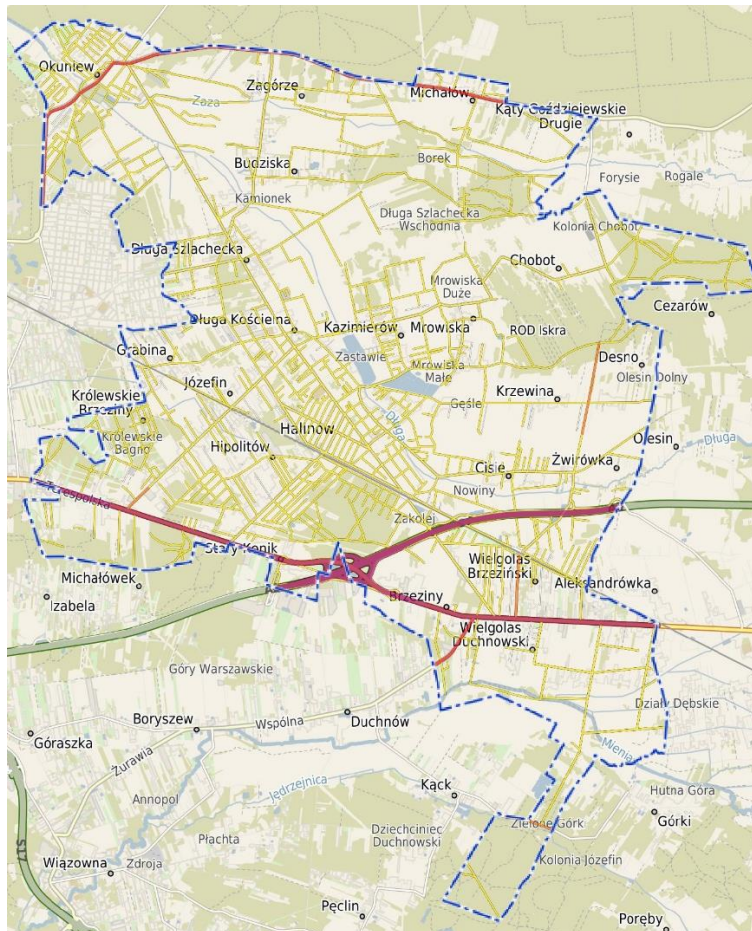 Okuniew
Zagórze
Zaza
Michałów
Kąty Goździejewskie
Drugie
Borek
Budziska
Forysie
Rogale
Kamionek
Długa Szlachecka
Wschodnia
Kolonia Chobot
Długa Szlachecka
Chobot
Mrowiska
Duże
Cezarów
Długa Kościelna
Kazimierów
Mrowiska
ROD Iskra
Grabina
Zastawie
Mrowiska
Małe
Desno
Olesin Dolny
Józefin
Krzewina
Królewskie
Brzeziny
Gęśle
Królewskie
Bagno
Halinów
Długa
Hipolitów
Olesin
Długa
Cisie
Żwirówka
Nowiny
Terespolska
Zakolej
Stary Konik
Wielgolas
Brzeziński
Michałówek
Aleksandrówka
Izabela
Brzeziny
Wielgolas
Duchnowski
Góry Warszawskie
Działy Dębskie
Duchnów
Wspólna
Boryszew
Góraszka
Żurawia
Mienia
Jędrzejnica
Kąck
Hutna Góra
Annopol
Górki
Zielone Górk
Dziechciniec
Duchnowski
Płachta
S17
Zdroja
Kolonia Józefin
Wiązowna
Pęclin
Poręby